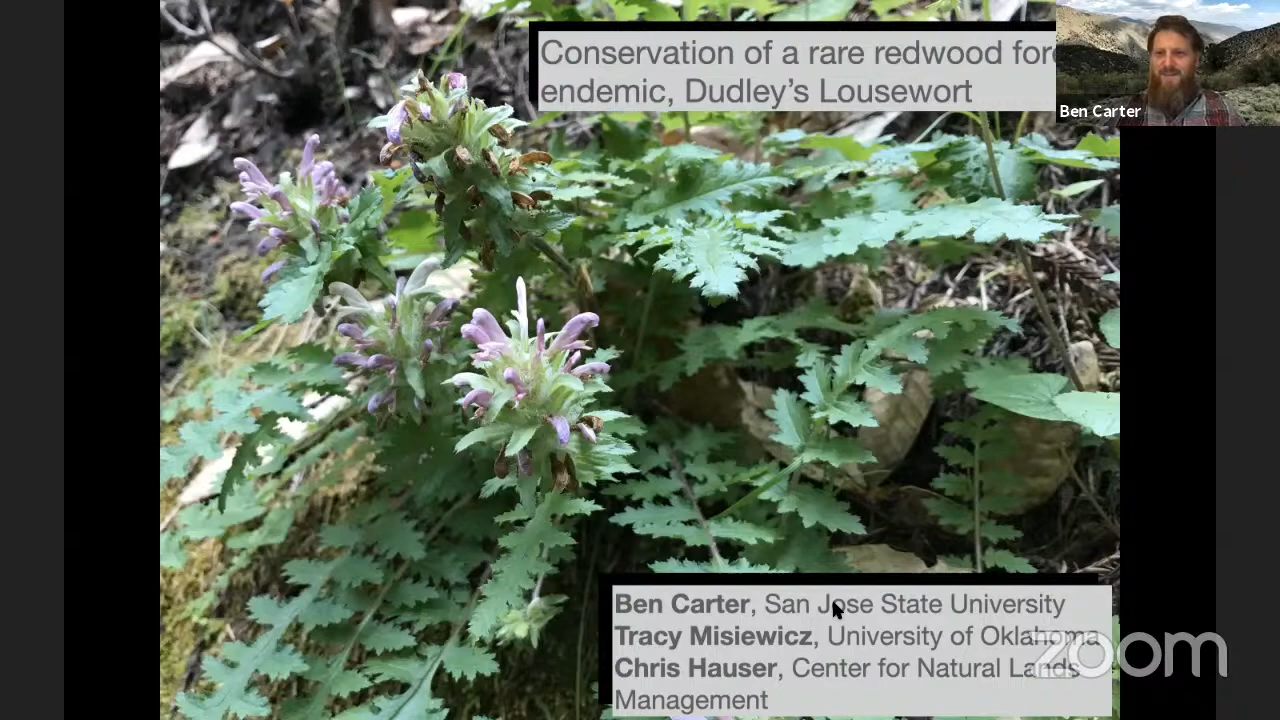 Conservation of a rare redwood fore
endemic, Dudley's Lousewort
Ben Carter
Ben Carter, San Jose State University
Tracy Misiewicz, University of Oklahoma
Chris Hauser, Center for Natural Lands
Management
zoom